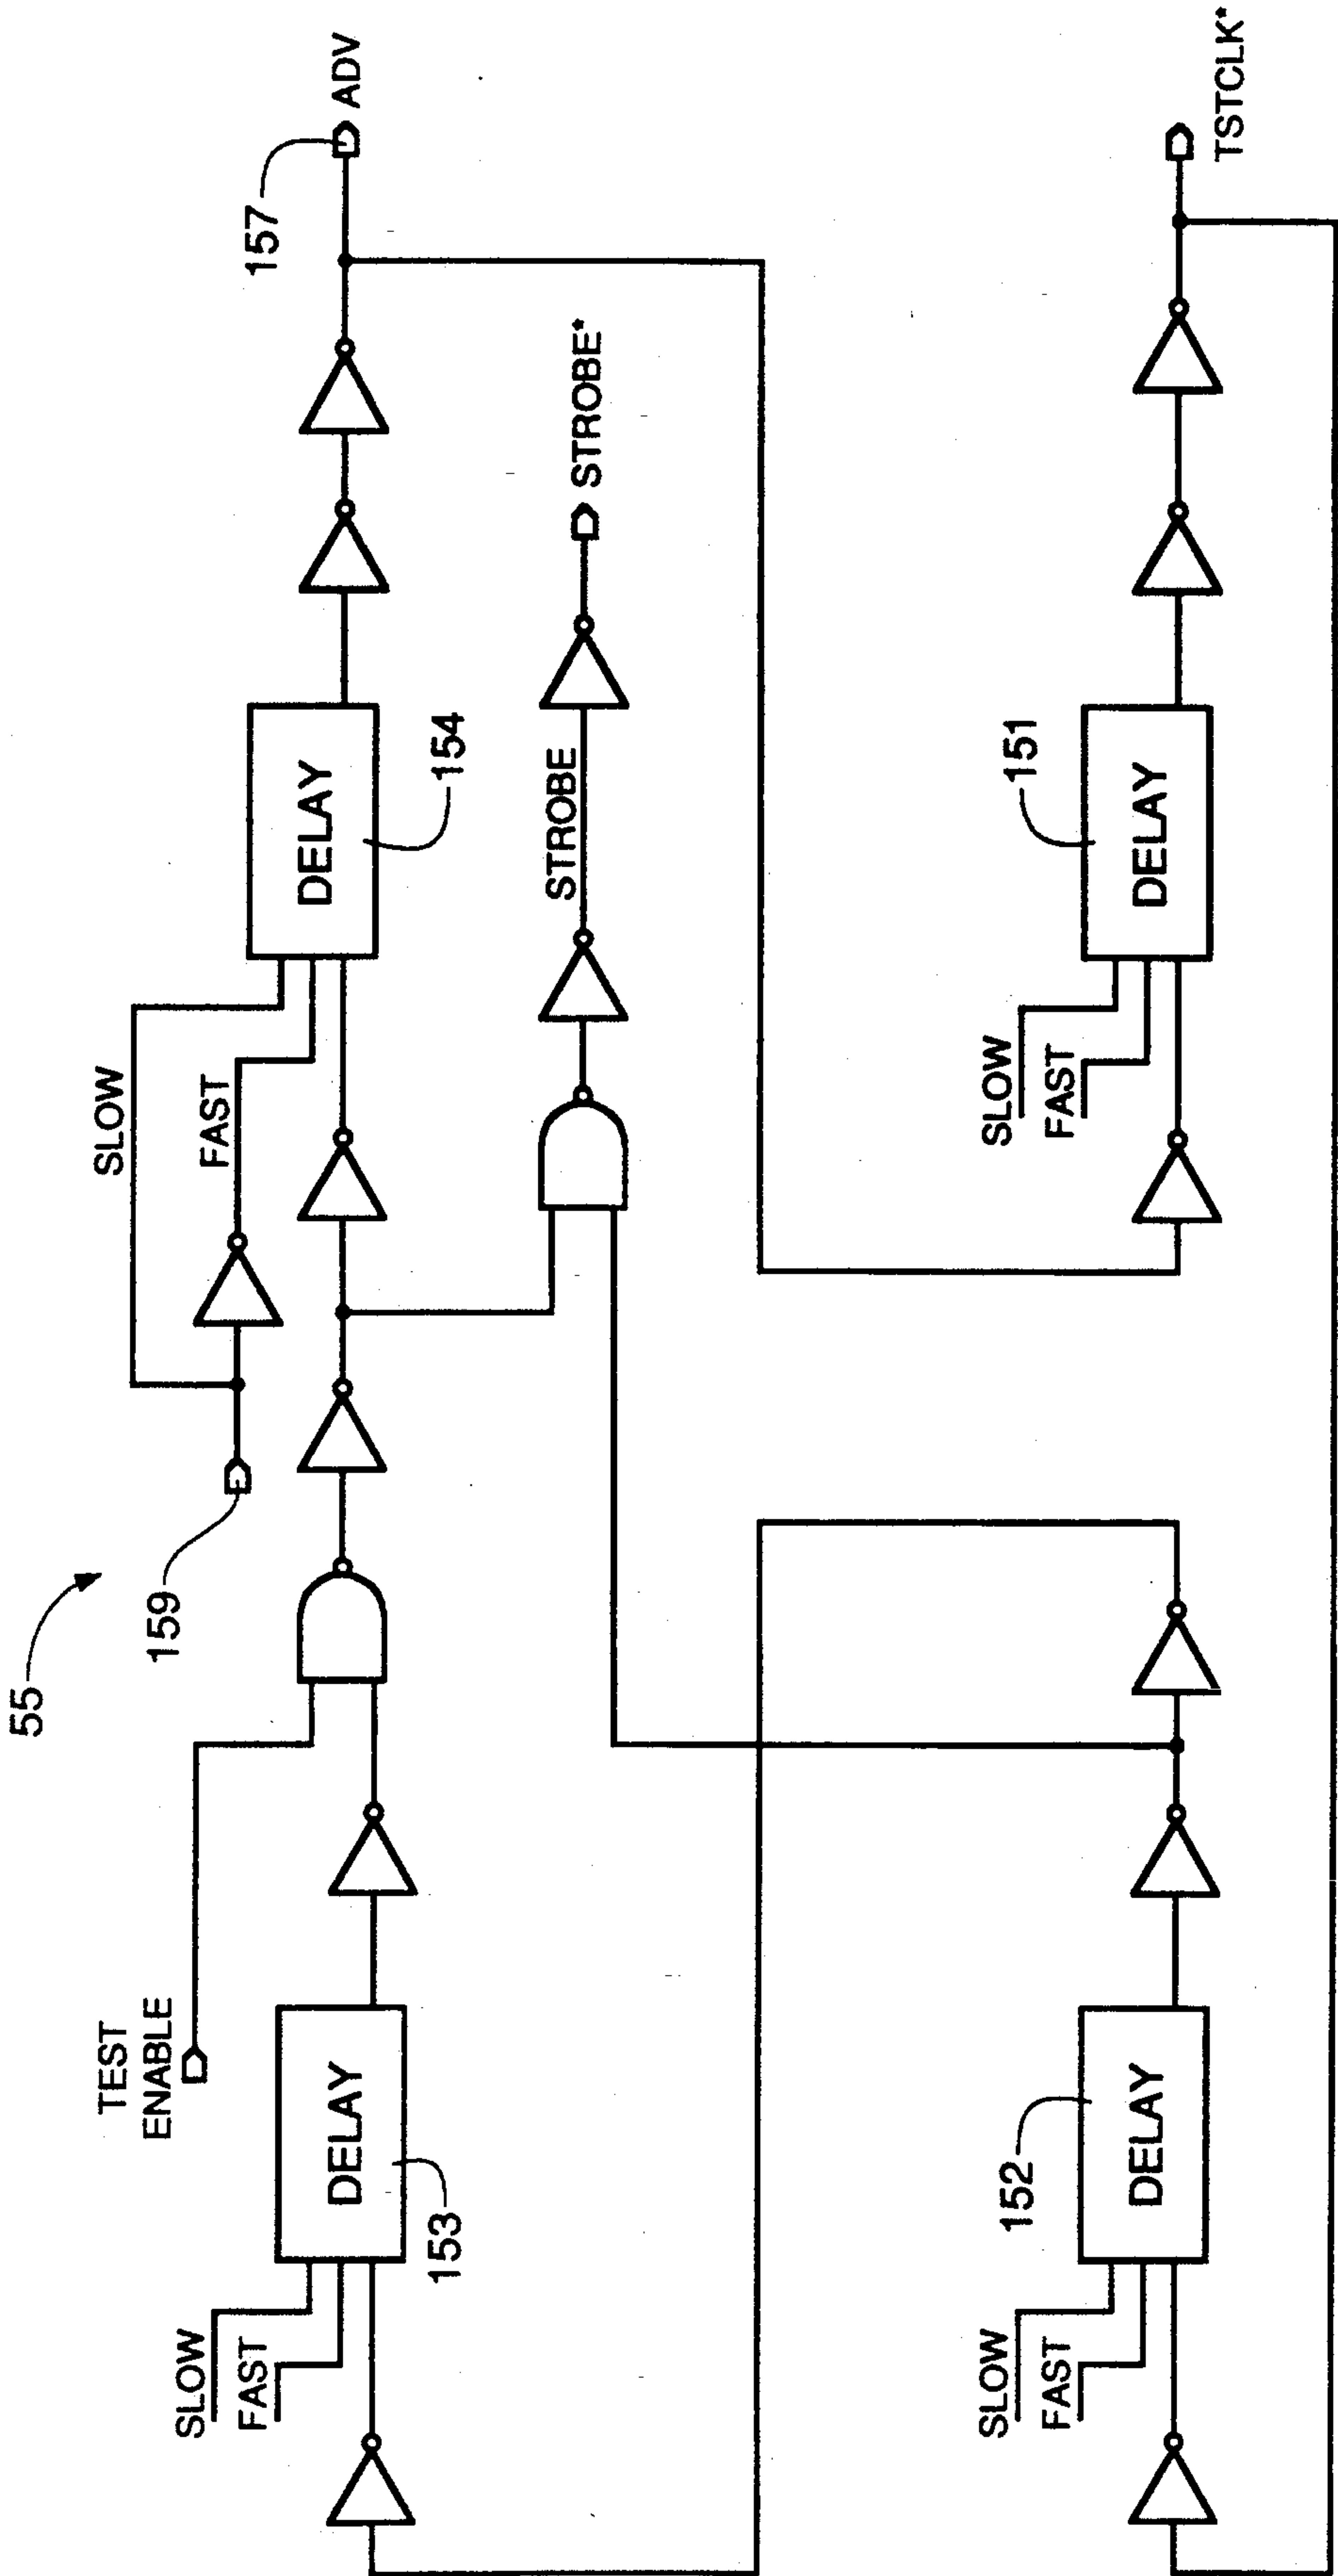 55
159
SLOW
FAST
157
ADV
TEST
ENABLE
DELAY
154
STROBE
STROBE*
SLOW
FAST
DELAY
153
SLOW
FAST
DELAY
152
SLOW
FAST
DELAY
151
TSTCLK*